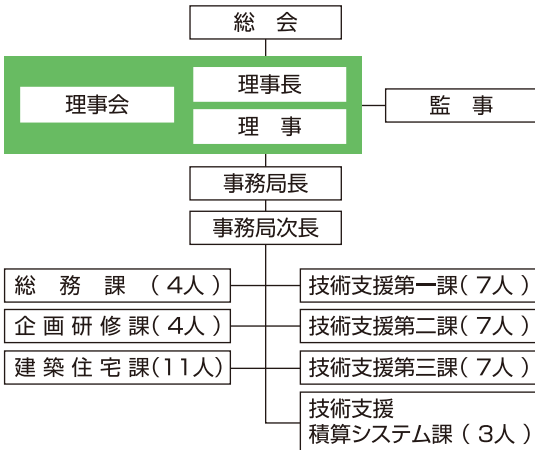 総　会
理事会
理事長
理　事
監　事
事務局長
事務局次長
総　務　課　（ 4人 ）
企 画 研 修 課（ 4人 ）
建 築 住 宅 課（11人）
技術支援第一課（ 7人 ）
技術支援第二課（ 7人 ）
技術支援第三課（ 7人 ）
技術支援
積算システム課（ 3人 ）